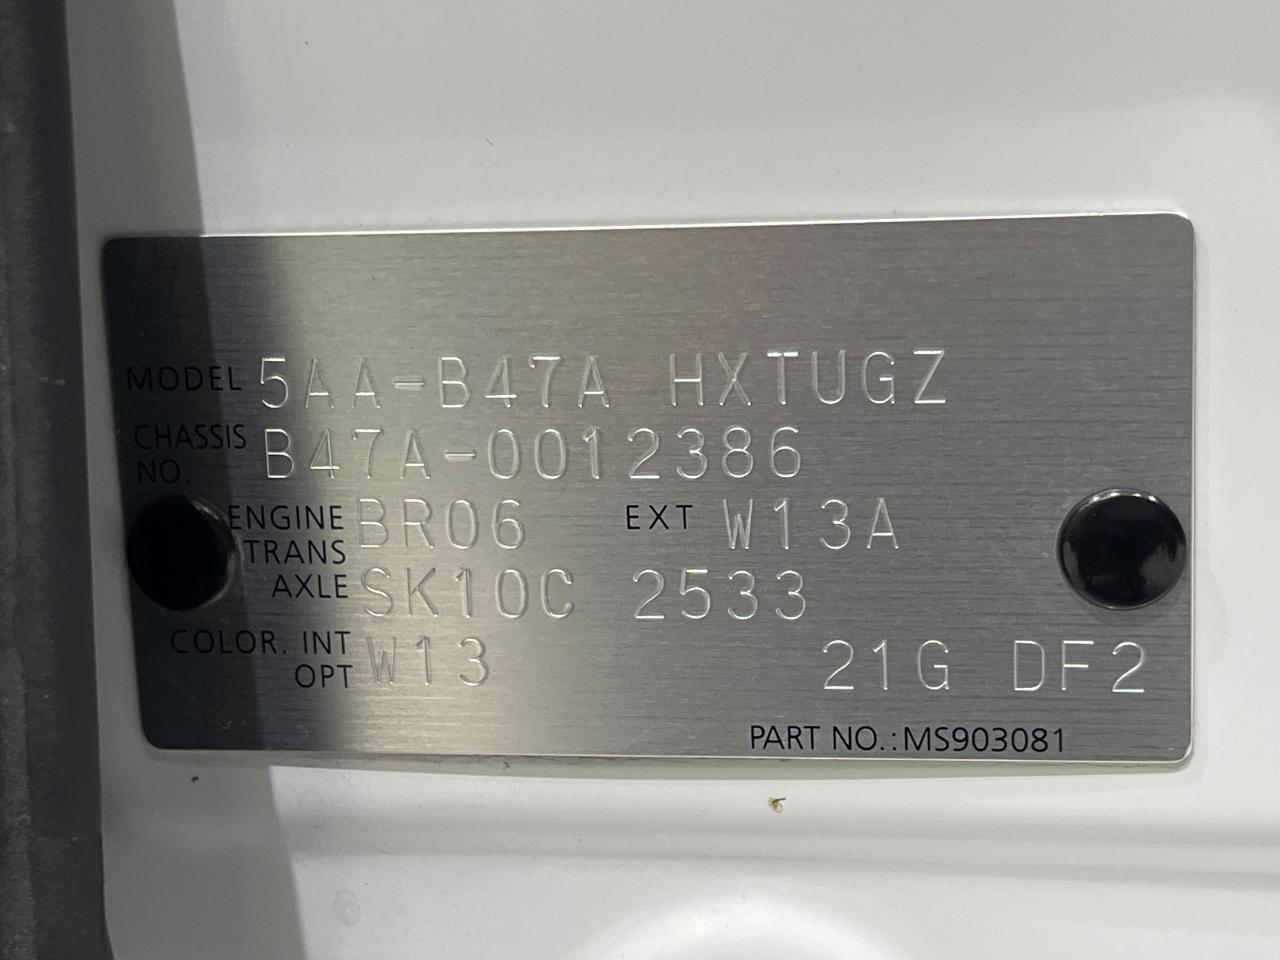 MODEL 5AA-B47A HXTUGZ
CHASSIS NO. B47A-0012386
ENGINE BR06 EXT W13A
TRANS
AXLE SK10C 2533
COLOR. INT W13 21G DF2
OPT
PART NO.:MS903081